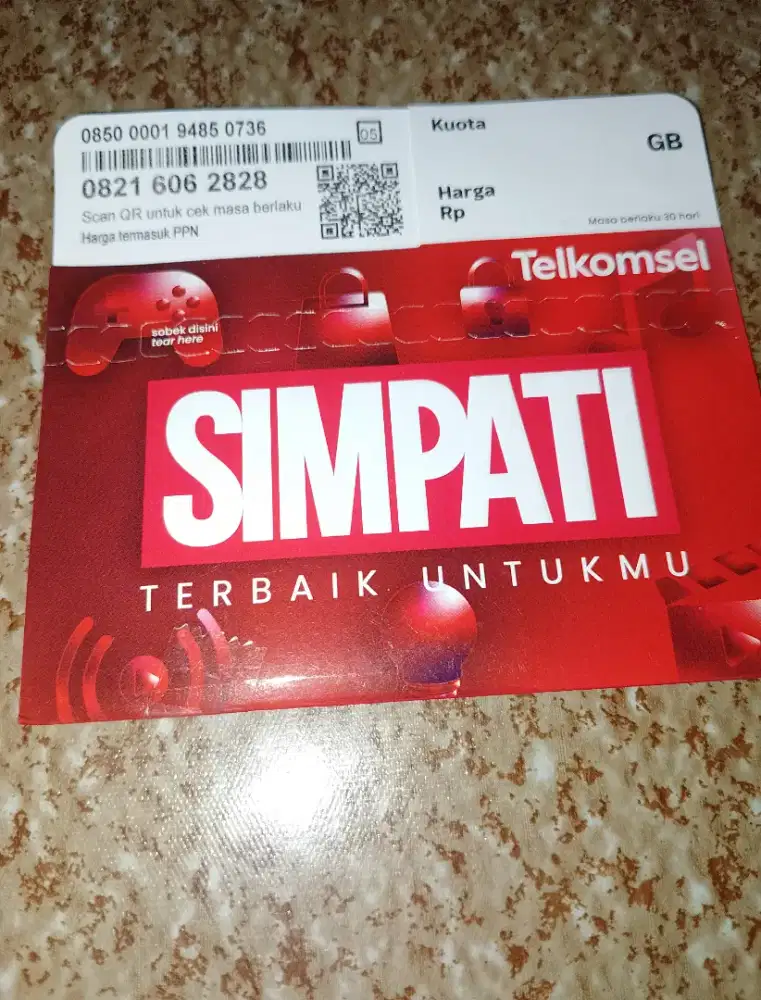 0850 0001 9485 0736
05
0821 606 2828
Scan QR untuk cek masa berlaku
Harga termasuk PPN
Kuota
GB
Harga
Rp
Masa berlaku 30 hari
Telkomsel
sobek disini
tear here
SIMPATI
TERBAIK UNTUKMU